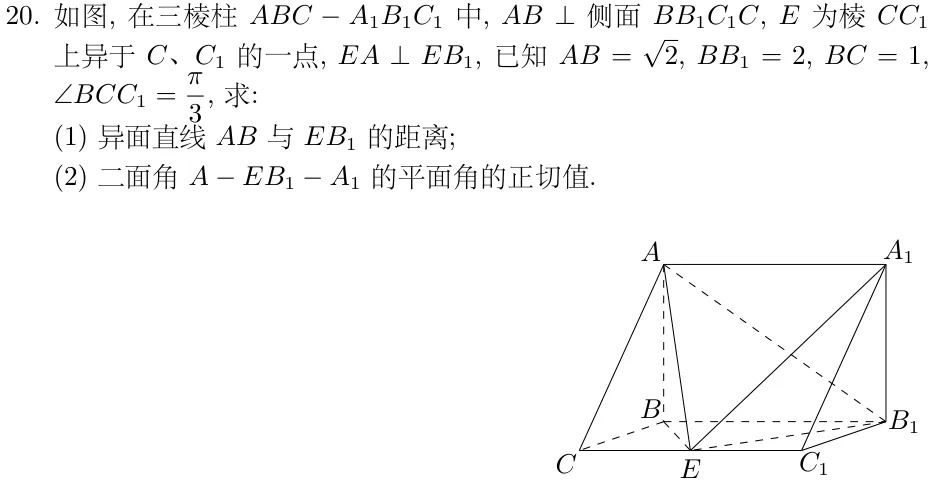 20. 如图, 在三棱柱 ABC − A₁B₁C₁ 中, AB ⊥ 侧面 BB₁C₁C, E 为棱 CC₁
上异于 C、C₁ 的一点, EA ⊥ EB₁, 已知 AB = √2, BB₁ = 2, BC = 1,
∠BCC₁ = π/3, 求:
(1) 异面直线 AB 与 EB₁ 的距离;
(2) 二面角 A − EB₁ − A₁ 的平面角的正切值.
A A₁
B B₁
C E C₁